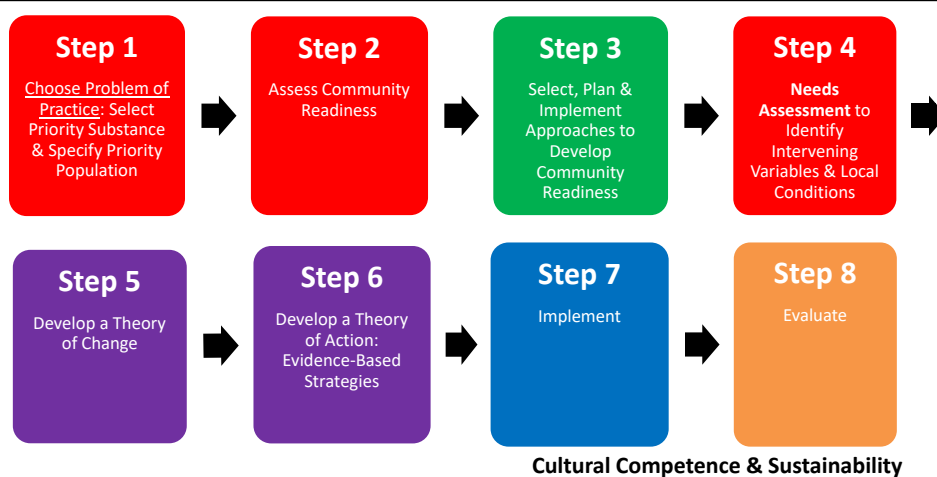 Step 1
Choose Problem of
Practice: Select
Priority Substance
& Specify Priority
Population
Step 2
Assess Community
Readiness
Step 3
Select, Plan &
Implement
Approaches to
Develop
Community
Readiness
Step 4
Needs
Assessment to
Identify
Intervening
Variables & Local
Conditions
Step 5
Develop a Theory
of Change
Step 6
Develop a Theory
of Action:
Evidence-Based
Strategies
Step 7
Implement
Step 8
Evaluate
Cultural Competence & Sustainability